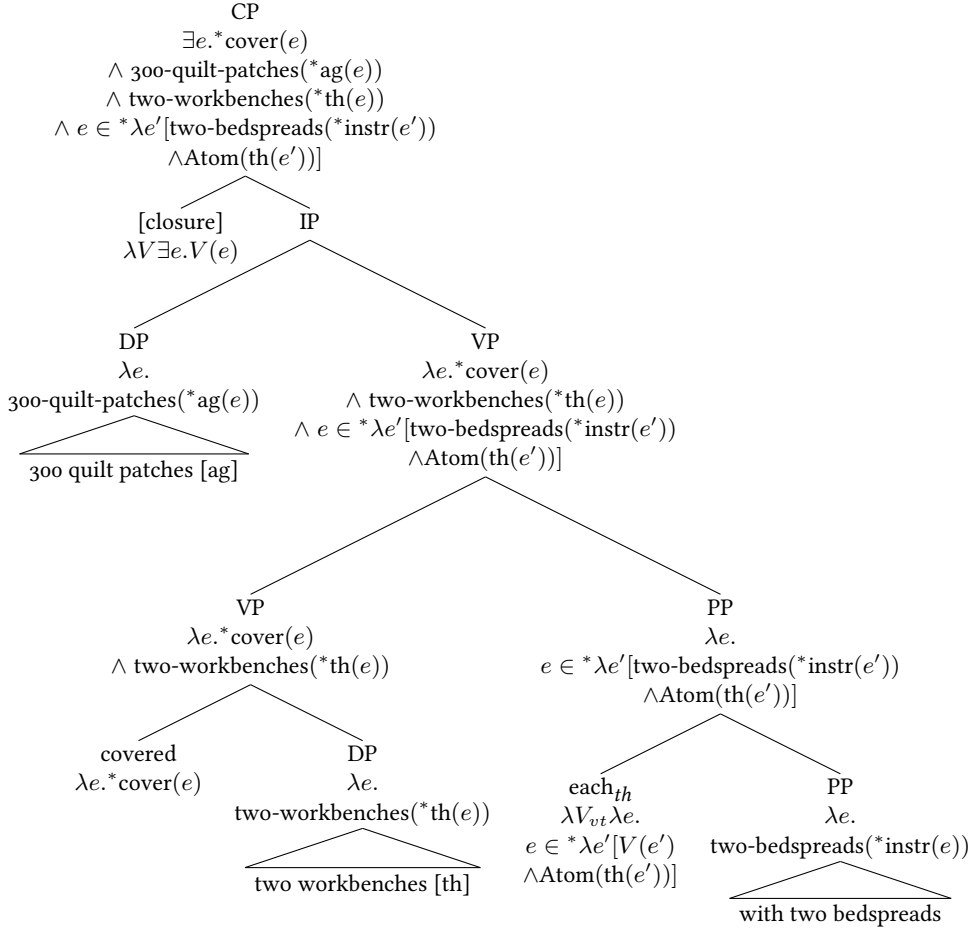 CP
∃e.*cover(e)
∧ 300-quilt-patches(*ag(e))
∧ two-workbenches(*th(e))
∧ e ∈ *λe′[two-bedspreads(*instr(e′))
∧Atom(th(e′))]
[closure]
λV∃e.V(e)
IP
DP
λe.
300-quilt-patches(*ag(e))
300 quilt patches [ag]
VP
λe.*cover(e)
∧ two-workbenches(*th(e))
∧ e ∈ *λe′[two-bedspreads(*instr(e′))
∧Atom(th(e′))]
VP
λe.*cover(e)
∧ two-workbenches(*th(e))
covered
λe.*cover(e)
DP
λe.
two-workbenches(*th(e))
two workbenches [th]
PP
λe.
e ∈ *λe′[two-bedspreads(*instr(e′))
∧Atom(th(e′))]
each_th
λV_vt λe.
e ∈ *λe′[V(e′)
∧Atom(th(e′))]
PP
λe.
two-bedspreads(*instr(e))
with two bedspreads